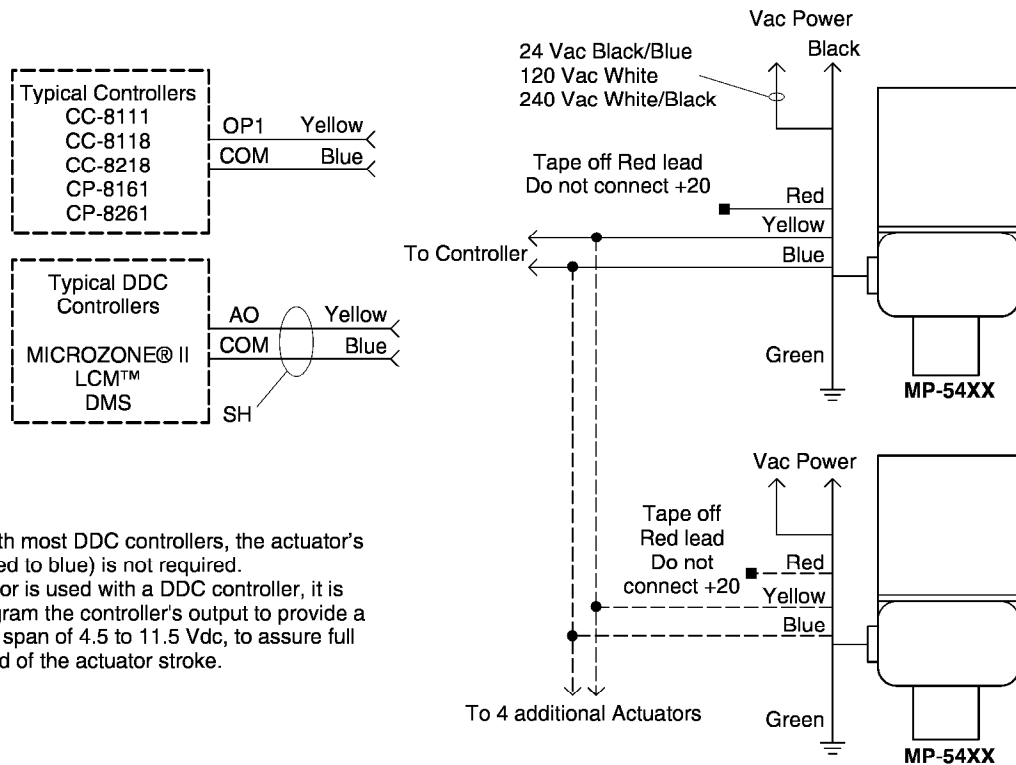 Typical Controllers
CC-8111
CC-8118
CC-8218
CP-8161
CP-8261
OP1 Yellow
COM Blue
Typical DDC
Controllers
MICROZONE® II
LCM™
DMS
AO Yellow
COM Blue
SH
th most DDC controllers, the actuator's
ed to blue) is not required.
or is used with a DDC controller, it is
gram the controller's output to provide a
span of 4.5 to 11.5 Vdc, to assure full
d of the actuator stroke.
Vac Power
Black
24 Vac Black/Blue
120 Vac White
240 Vac White/Black
Tape off Red lead
Do not connect +20
Red
Yellow
Blue
To Controller
Green
MP-54XX
Vac Power
Tape off
Red lead
Do not
connect +20
Red
Yellow
Blue
To 4 additional Actuators
Green
MP-54XX